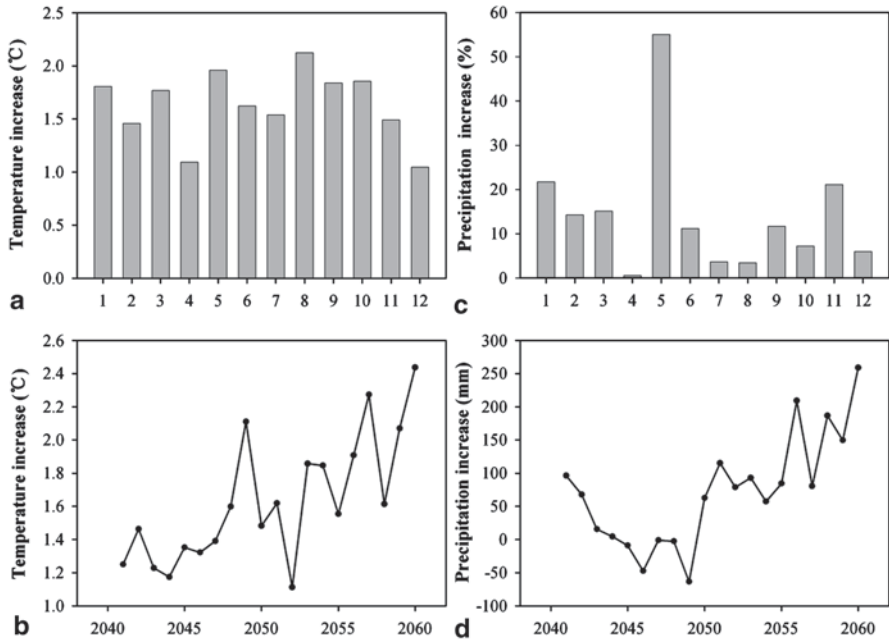 Temperature increase (℃)
2.5
2.0
1.5
1.0
0.5
0.0
1 2 3 4 5 6 7 8 9 10 11 12
a
Precipitation increase (%)
60
50
40
30
20
10
0
1 2 3 4 5 6 7 8 9 10 11 12
c
Temperature increase (℃)
2.6
2.4
2.2
2.0
1.8
1.6
1.4
1.2
1.0
2040 2045 2050 2055 2060
b
Precipitation increase (mm)
300
250
200
150
100
50
0
-50
-100
2040 2045 2050 2055 2060
d